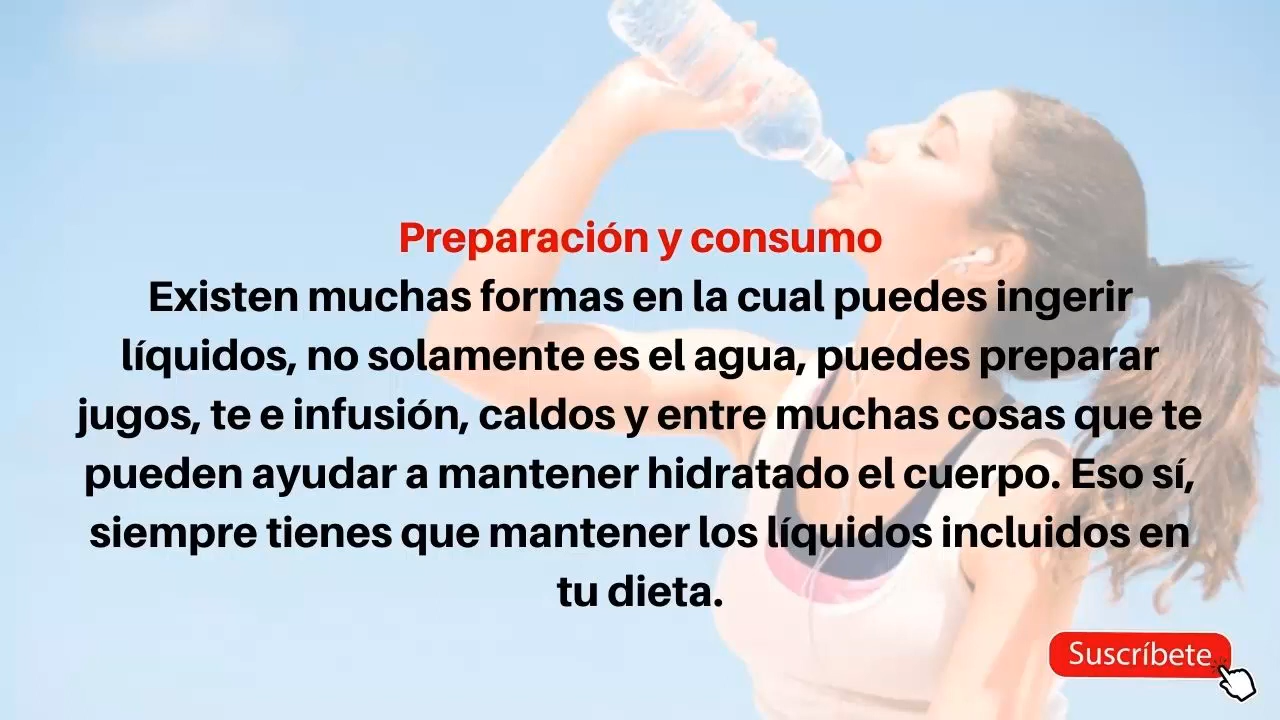 Preparación y consumo
Existen muchas formas en la cual puedes ingerir
líquidos, no solamente es el agua, puedes preparar
jugos, te e infusión, caldos y entre muchas cosas que te
pueden ayudar a mantener hidratado el cuerpo. Eso sí,
siempre tienes que mantener los líquidos incluidos en
tu dieta.
Suscríbete